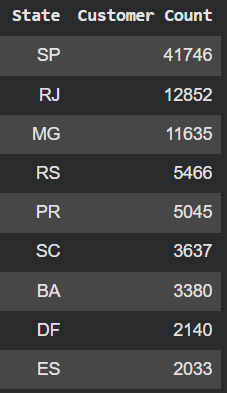 State Customer Count
SP 41746
RJ 12852
MG 11635
RS 5466
PR 5045
SC 3637
BA 3380
DF 2140
ES 2033